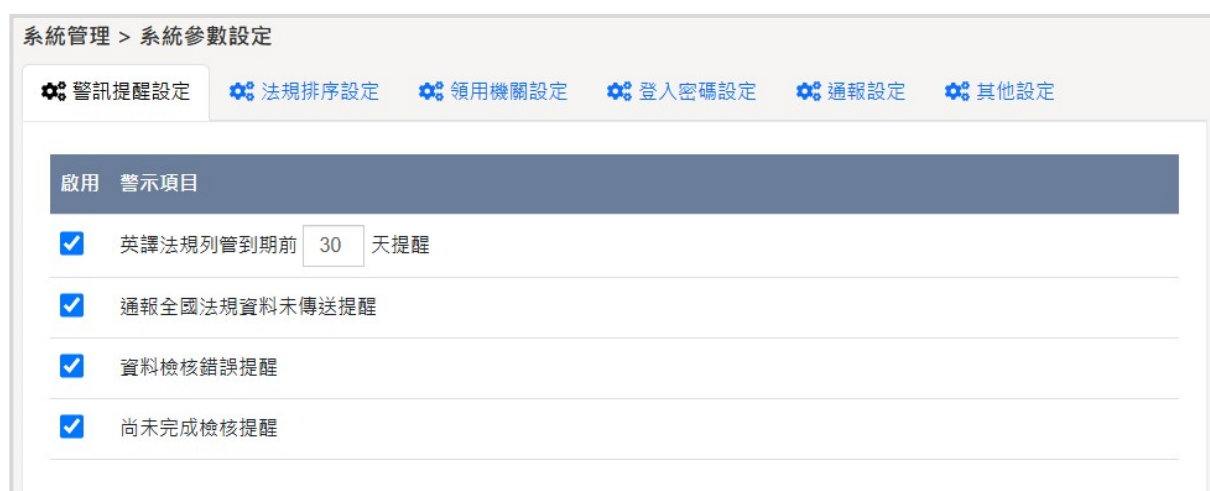 系統管理 > 系統參數設定
警訊提醒設定 法規排序設定 領用機關設定 登入密碼設定 通報設定 其他設定
啟用 警示項目
英譯法規列管到期前 30 天提醒
通報全國法規資料未傳送提醒
資料檢核錯誤提醒
尚未完成檢核提醒